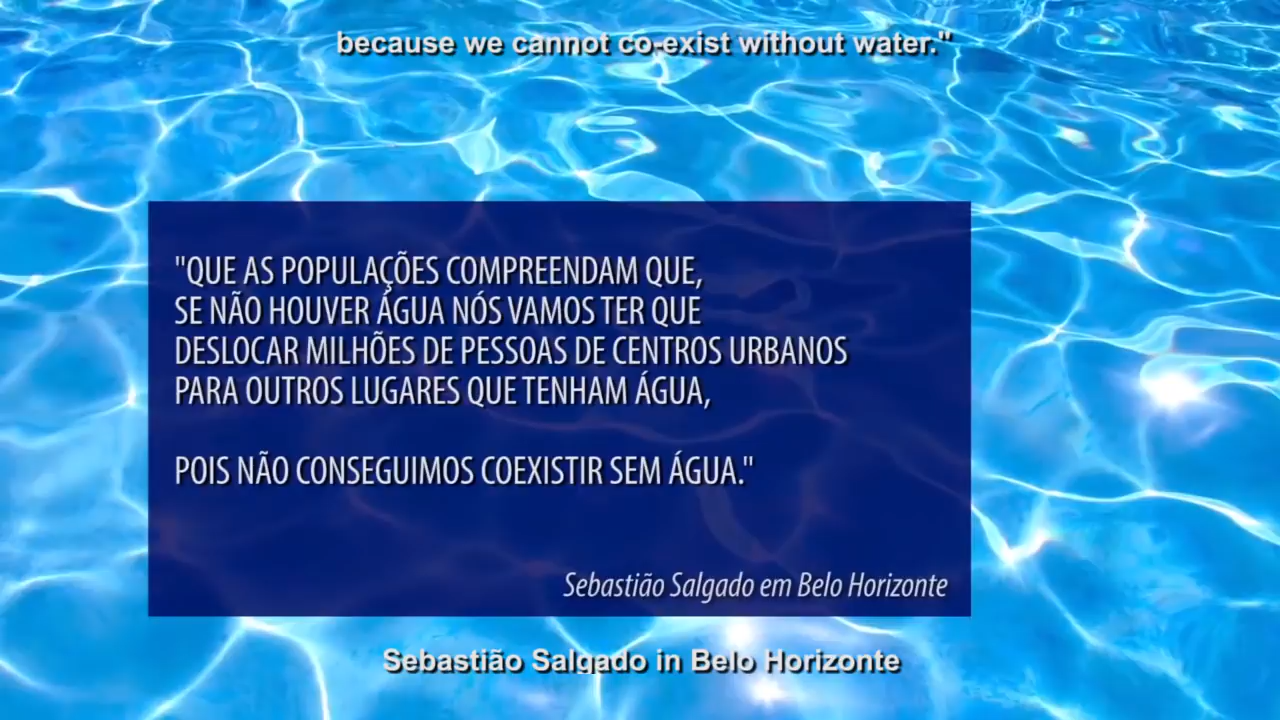 because we cannot co-exist without water."
"QUE AS POPULAÇÕES COMPREENDAM QUE,
SE NÃO HOUVER ÁGUA NÓS VAMOS TER QUE
DESLOCAR MILHÕES DE PESSOAS DE CENTROS URBANOS
PARA OUTROS LUGARES QUE TENHAM ÁGUA,
POIS NÃO CONSEGUIMOS COEXISTIR SEM ÁGUA."
Sebastião Salgado em Belo Horizonte
Sebastião Salgado in Belo Horizonte